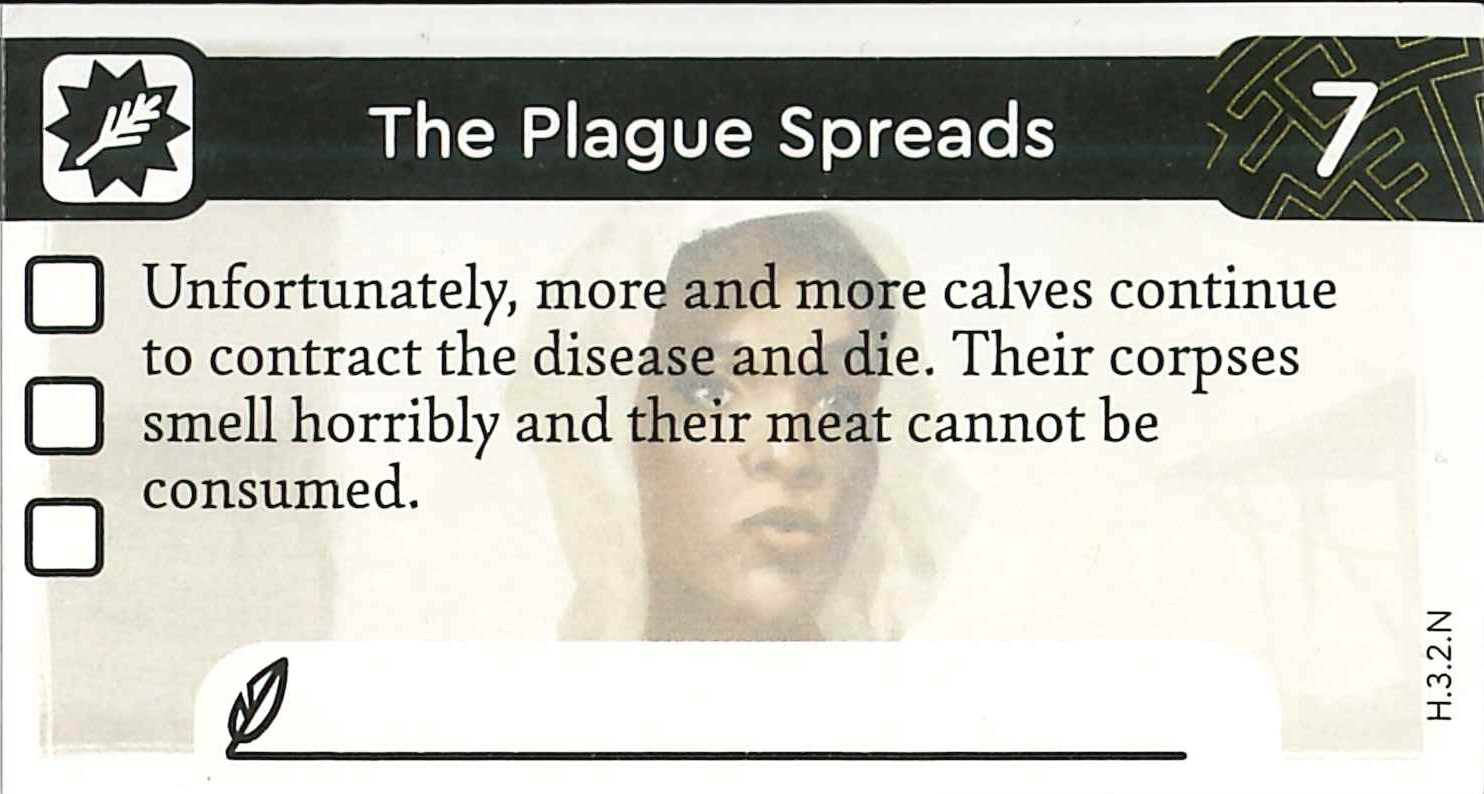 The Plague Spreads
7
Unfortunately, more and more calves continue
to contract the disease and die. Their corpses
smell horribly and their meat cannot be
consumed.
H.3.2.N